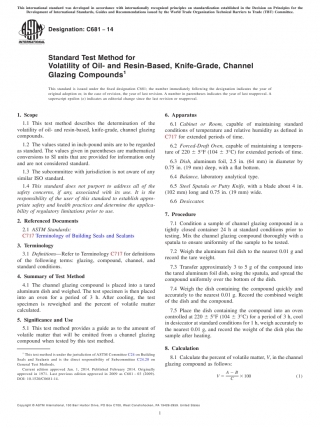 This international standard was developed in accordance with internationally recognized principles on standardization established in the Decision on Principles for the
Development of International Standards, Guides and Recommendations issued by the World Trade Organization Technical Barriers to Trade (TBT) Committee.
Designation: C681 − 14
INTERNATIONAL
Standard Test Method for
Volatility of Oil- and Resin-Based, Knife-Grade, Channel
Glazing Compounds1
This standard is issued under the fixed designation C681; the number immediately following the designation indicates the year of
original adoption or, in the case of revision, the year of last revision. A number in parentheses indicates the year of last reapproval. A
superscript epsilon (ε) indicates an editorial change since the last revision or reapproval.
1. Scope
1.1 This test method describes the determination of the
volatility of oil- and resin-based, knife-grade, channel glazing
compounds.
1.2 The values stated in inch-pound units are to be regarded
as standard. The values given in parentheses are mathematical
conversions to SI units that are provided for information only
and are not considered standard.
1.3 The subcommittee with jurisdiction is not aware of any
similar ISO standard.
1.4 This standard does not purport to address all of the
safety concerns, if any, associated with its use. It is the
responsibility of the user of this standard to establish appro-
priate safety and health practices and determine the applica-
bility of regulatory limitations prior to use.
2. Referenced Documents
2.1 ASTM Standards:
C717 Terminology of Building Seals and Sealants
3. Terminology
3.1 Definitions—Refer to Terminology C717 for definitions
of the following terms: glazing, compound, channel, and
standard conditions.
4. Summary of Test Method
4.1 The channel glazing compound is placed into a tared
aluminum dish and weighed. The test specimen is then placed
into an oven for a period of 3 h. After cooling, the test
specimen is reweighed and the percent of volatile matter
calculated.
5. Significance and Use
5.1 This test method provides a guide as to the amount of
volatile matter that will be emitted from a channel glazing
compound when tested by this test method.
1 This test method is under the jurisdiction of ASTM Committee C24 on Building
Seals and Sealants and is the direct responsibility of Subcommittee C24.20 on
General Test Methods.
Current edition approved Jan. 1, 2014. Published February 2014. Originally
approved in 1971. Last previous edition approved in 2009 as C681 – 03 (2009).
DOI: 10.1520/C0681-14.
6. Apparatus
6.1 Cabinet or Room, capable of maintaining standard
conditions of temperature and relative humidity as defined in
C717 for extended periods of time.
6.2 Forced-Draft Oven, capable of maintaining a tempera-
ture of 220 ± 5°F (104 ± 3°C) for extended periods of time.
6.3 Dish, aluminum foil, 2.5 in. (64 mm) in diameter by
0.75 in. (19 mm) deep, with a flat bottom.
6.4 Balance, laboratory analytical type.
6.5 Steel Spatula or Putty Knife, with a blade about 4 in.
(102 mm) long and 0.75 in. (19 mm) wide.
6.6 Desiccator.
7. Procedure
7.1 Condition a sample of channel glazing compound in a
tightly closed container 24 h at standard conditions prior to
testing. Mix the channel glazing compound thoroughly with a
spatula to ensure uniformity of the sample to be tested.
7.2 Weigh the aluminum foil dish to the nearest 0.01 g and
record the tare weight.
7.3 Transfer approximately 3 to 5 g of the compound into
the tared aluminum foil dish, using the spatula, and spread the
compound uniformly over the bottom of the dish.
7.4 Weigh the dish containing the compound quickly and
accurately to the nearest 0.01 g. Record the combined weight
of the dish and the compound.
7.5 Place the dish containing the compound into an oven
controlled at 220 ± 5°F (104 ± 3°C) for a period of 3 h, cool
in desiccator at standard conditions for 1 h, weigh accurately to
the nearest 0.01 g, and record the weight of the dish plus the
sample after heating.
8. Calculation
8.1 Calculate the percent of volatile matter, V, in the channel
glazing compound as follows:
(1)
Copyright © ASTM International, 100 Barr Harbor Drive, PO Box C700, West Conshohocken, PA 19428-2959. United States
1